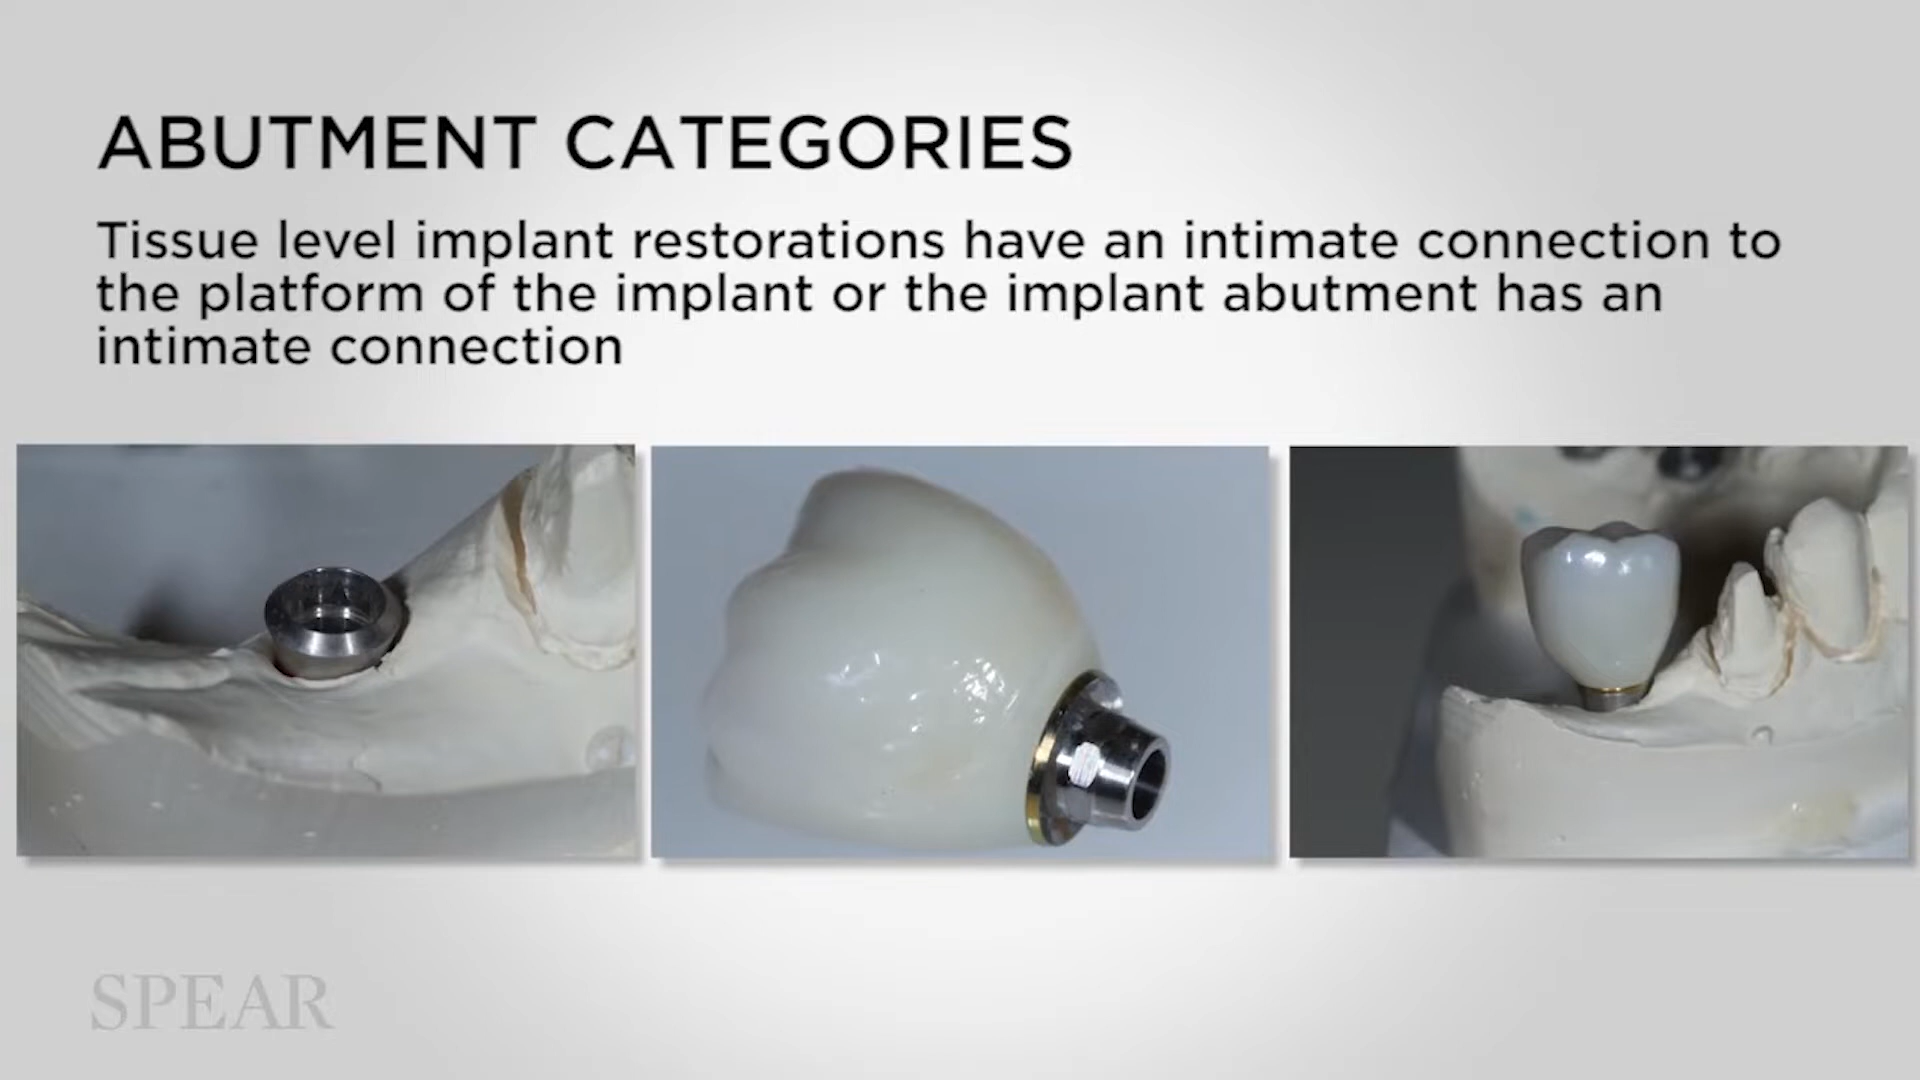 ABUTMENT CATEGORIES
Tissue level implant restorations have an intimate connection to
the platform of the implant or the implant abutment has an
intimate connection
SPEAR